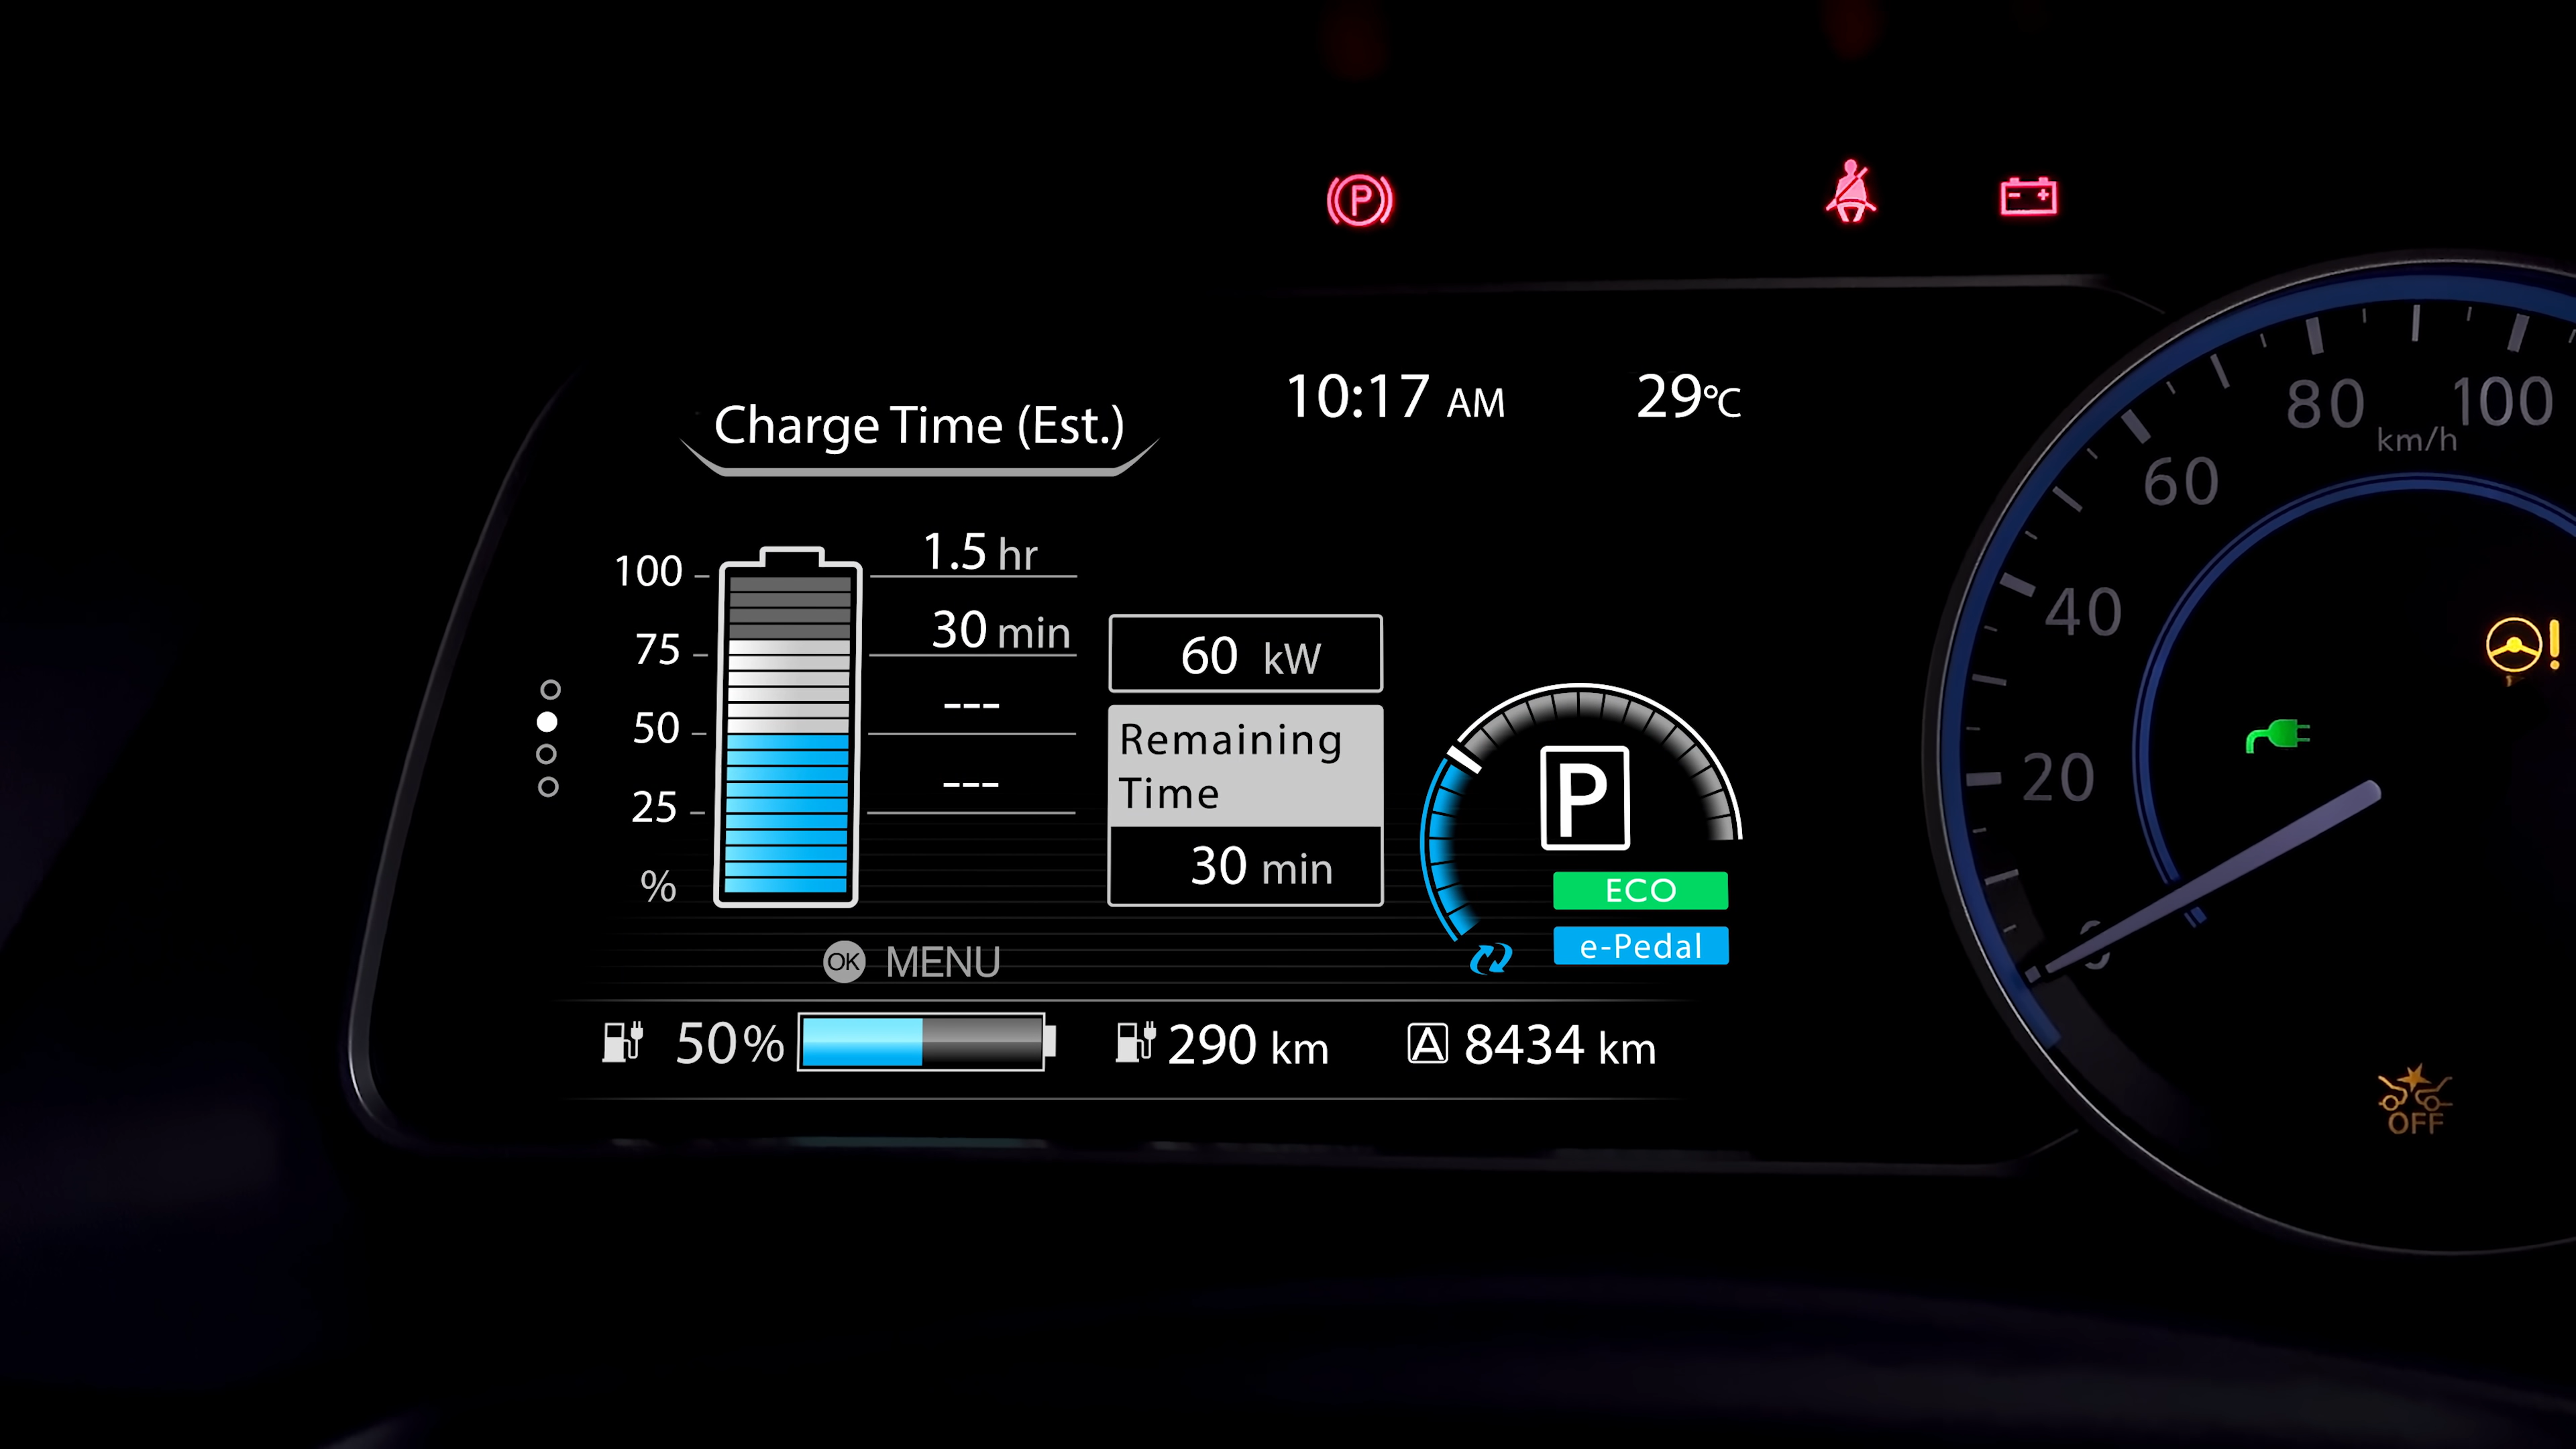 P
10:17 AM
29°C
Charge Time (Est.)
100
1.5 hr
75
30 min
50
---
25
---
%
60 kW
Remaining
Time
30 min
P
ECO
e-Pedal
OK MENU
50%
290 km
A 8434 km
0
20
40
60
80
100
km/h
OFF